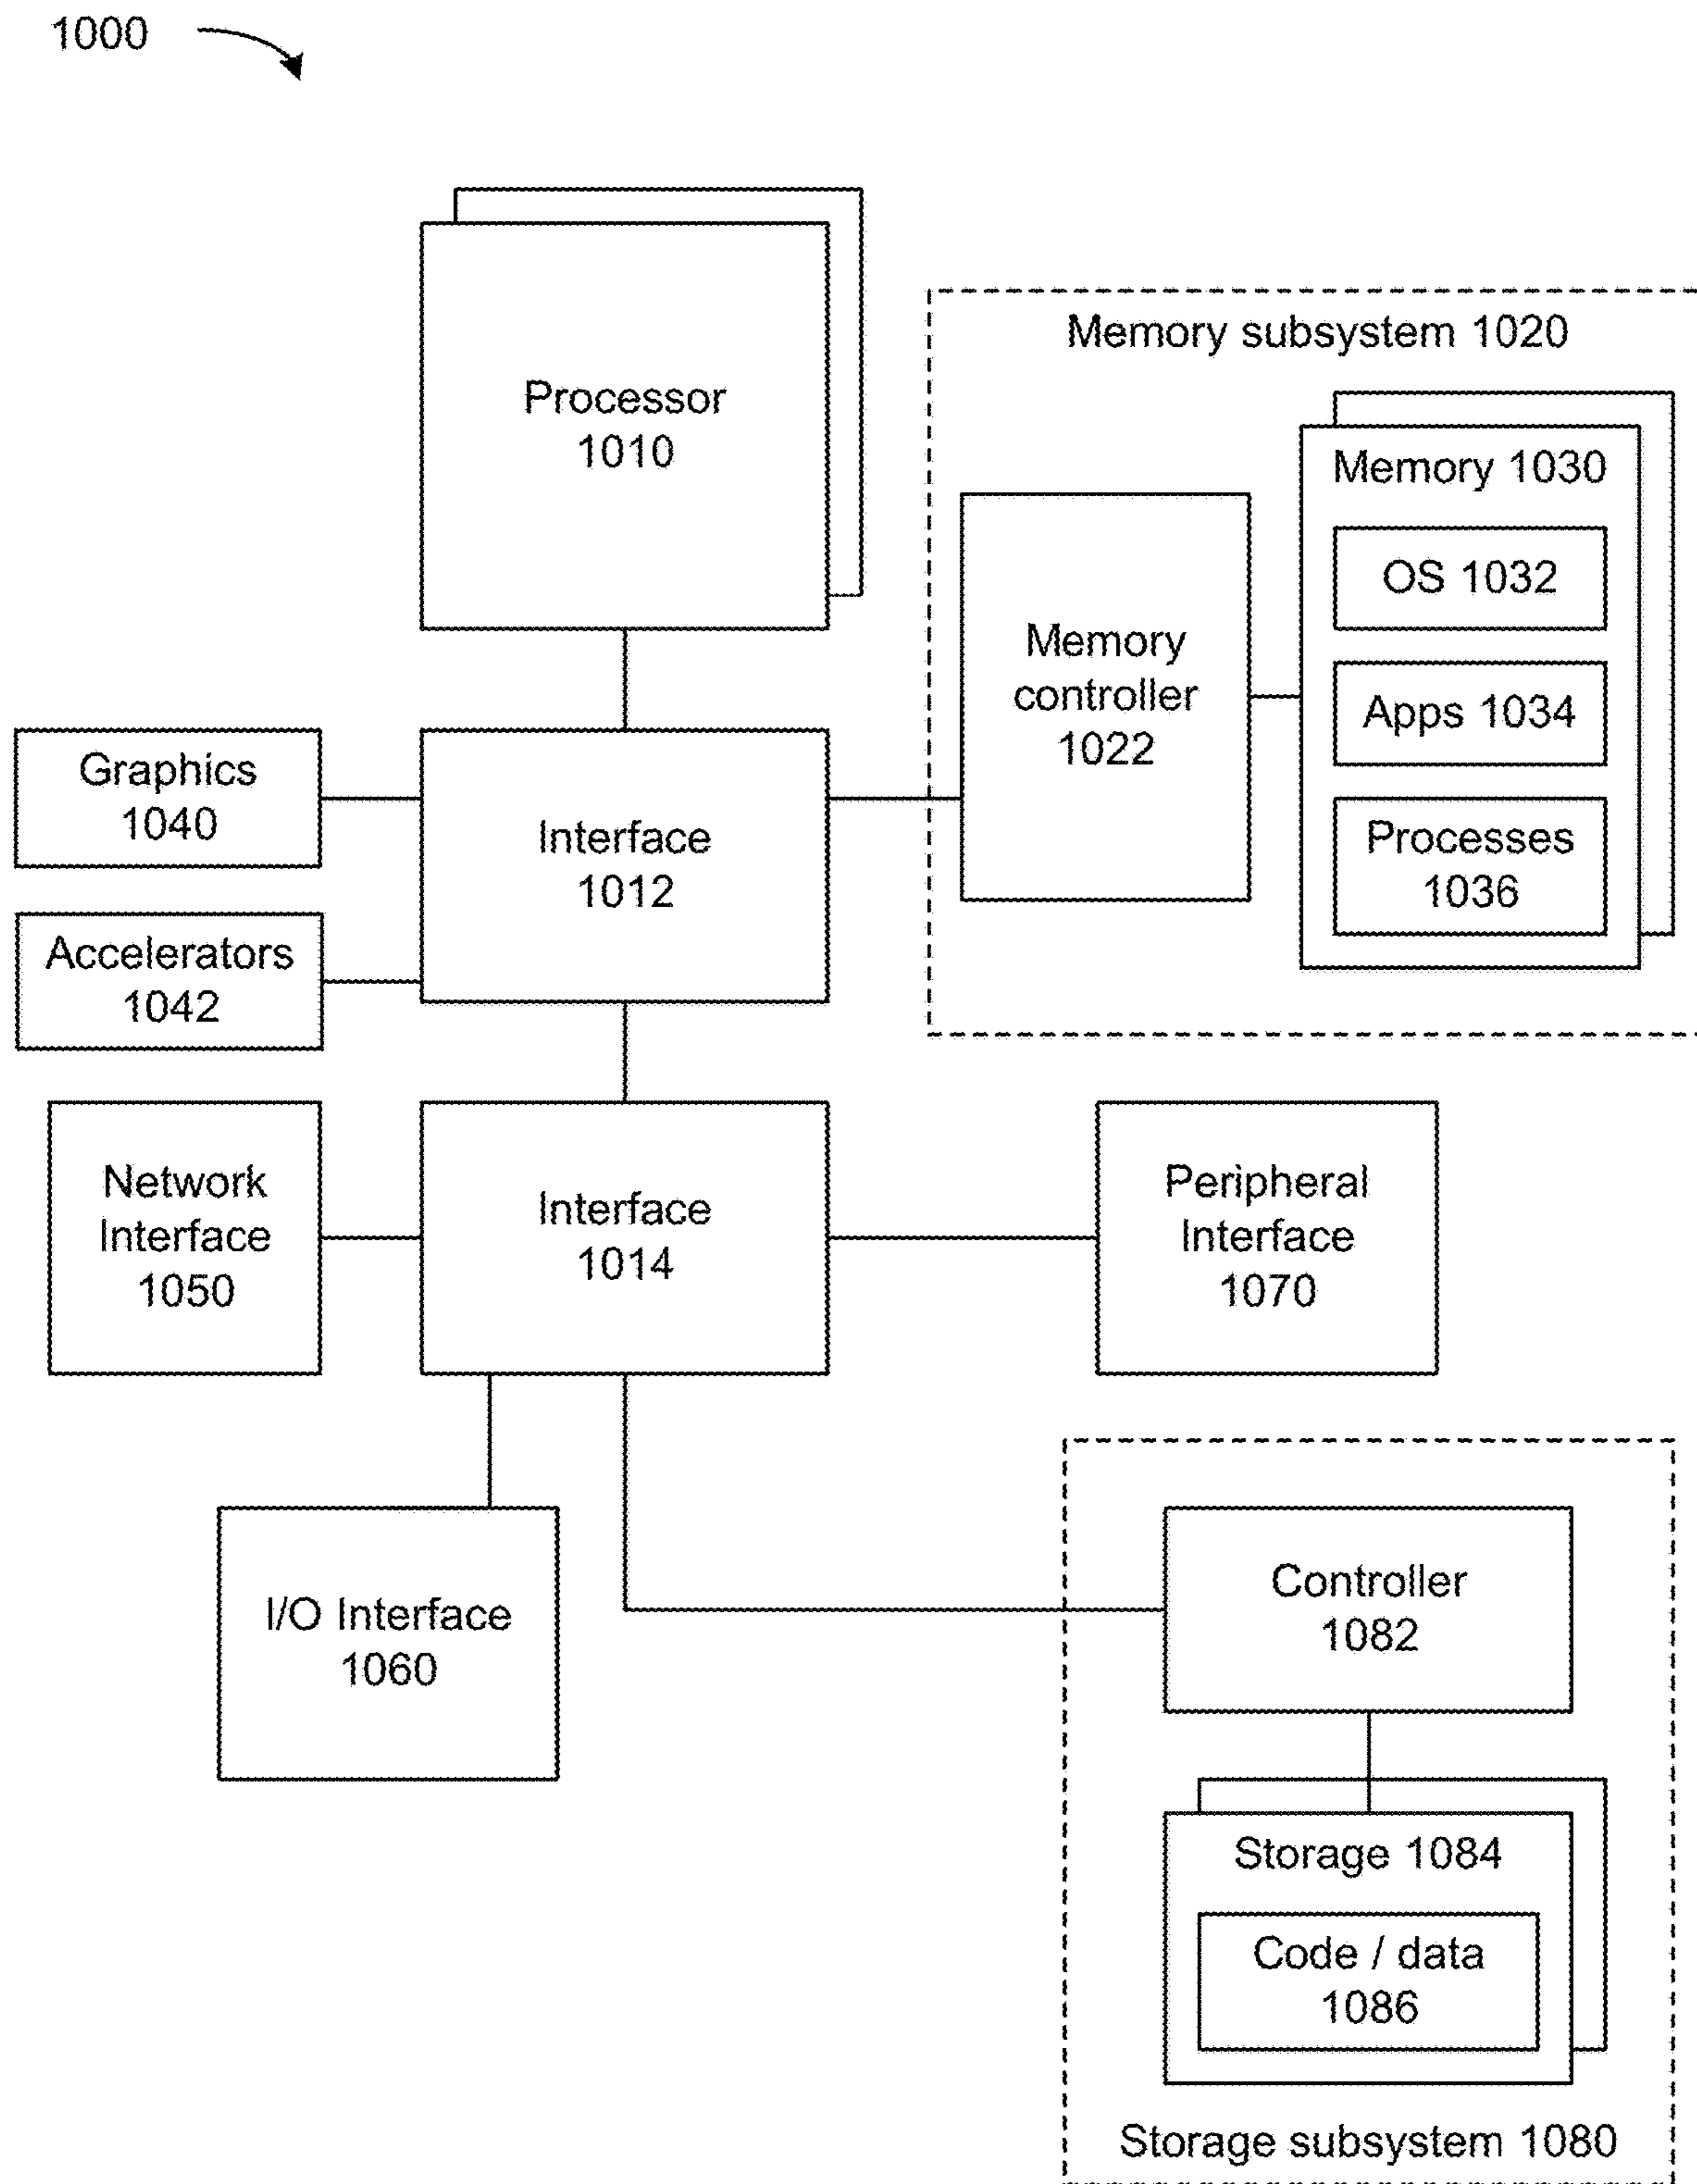 1000
Processor
1010
Memory subsystem 1020
Memory 1030
OS 1032
Memory
controller
1022
Apps 1034
Processes
1036
Graphics
1040
Interface
1012
Accelerators
1042
Network
Interface
1050
Interface
1014
Peripheral
Interface
1070
I/O Interface
1060
Controller
1082
Storage 1084
Code / data
1086
Storage subsystem 1080